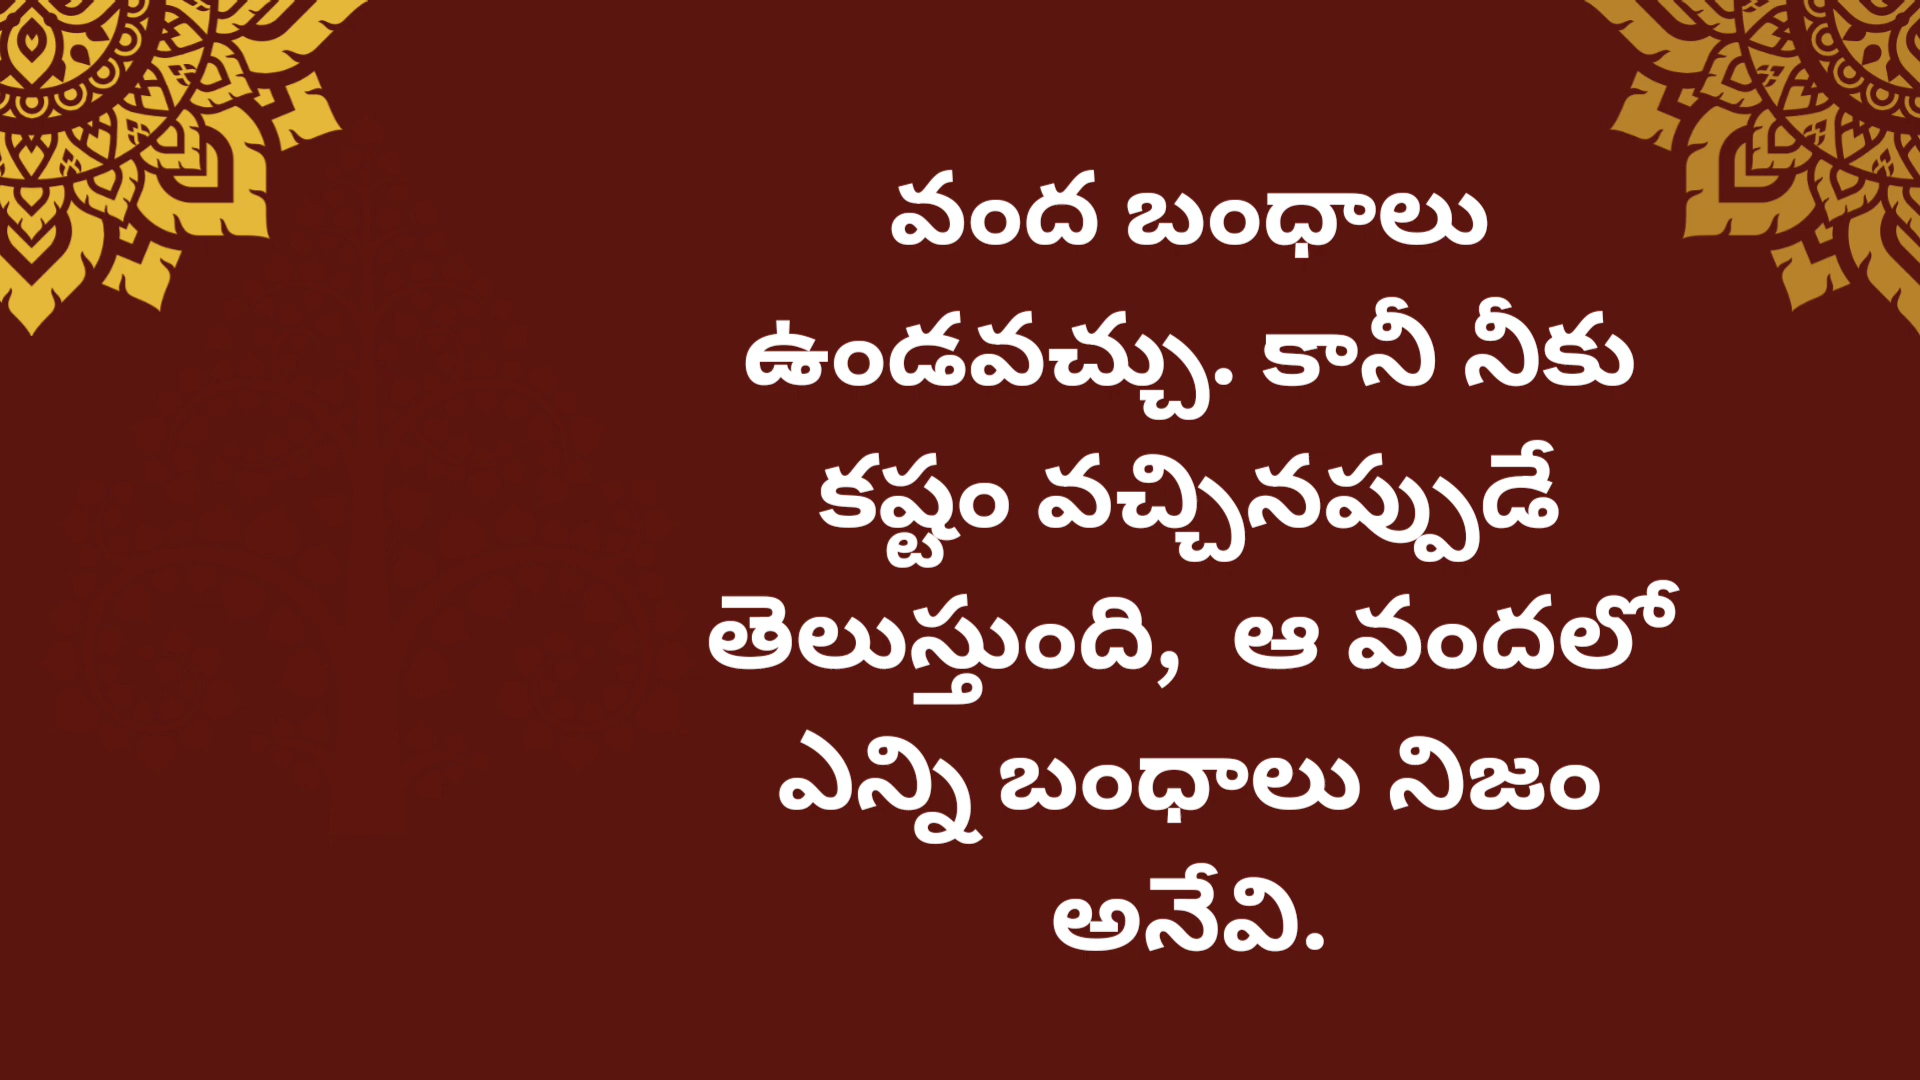 వంద బంధాలు
ఉండవచ్చు. కానీ నీకు
కష్టం వచ్చినప్పుడే
తెలుస్తుంది,  ఆ వందలో
ఎన్ని బంధాలు నిజం
అనేవి.